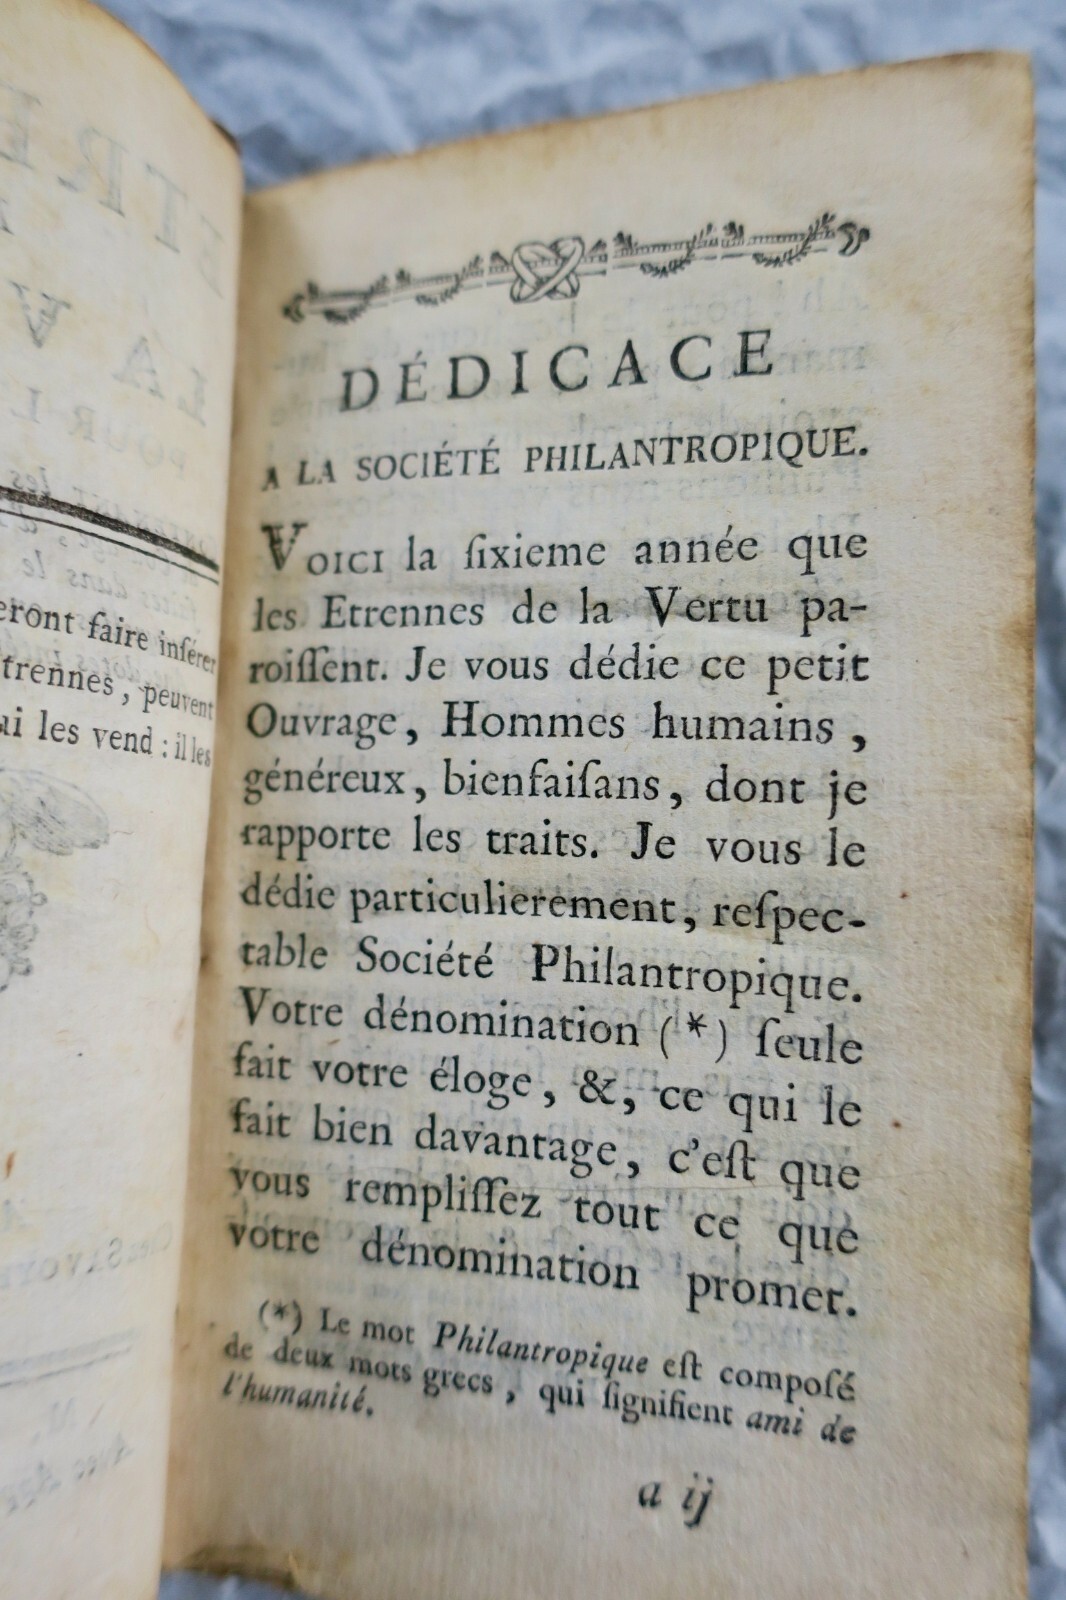 eront faire insérer
trennes, peuvent
ui les vend : il les
DÉDICACE
A LA SOCIÉTÉ PHILANTROPIQUE.
Voici la ſixieme année que
les Etrennes de la Vertu pa-
roiſſent. Je vous dédie ce petit
Ouvrage, Hommes humains,
généreux, bienfaiſans, dont je
rapporte les traits. Je vous le
dédie particulierement, reſpec-
table Société Philantropique.
Votre dénomination (*) ſeule
fait votre éloge, &, ce qui le
fait bien davantage, c'eſt que
vous rempliſſez tout ce que
votre dénomination promet.
(*) Le mot Philantropique eſt compoſé
de deux mots grecs, qui ſignifient ami de
l'humanité.
a ij